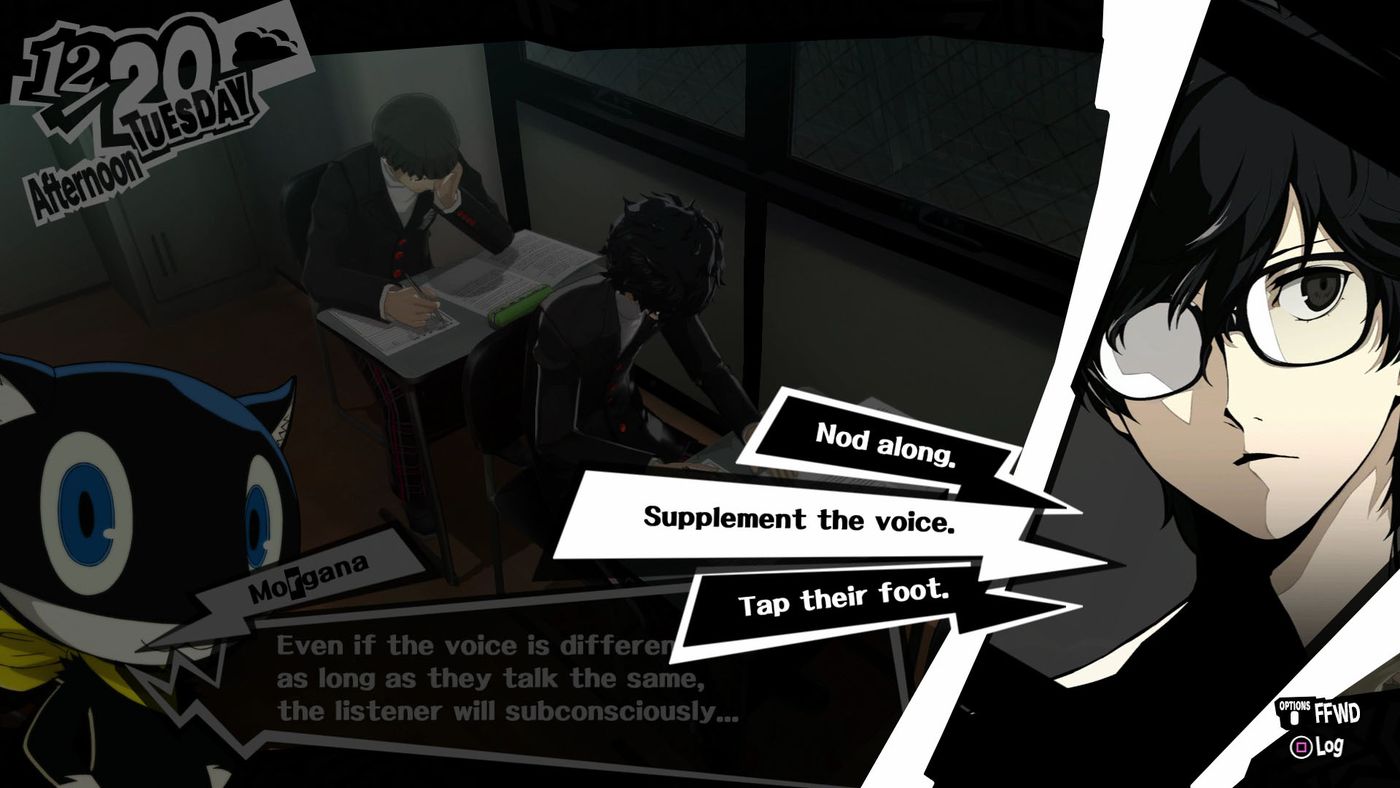 12 20
TUESDAY
Afternoon
Nod along.
Supplement the voice.
Tap their foot.
Morgana
Even if the voice is differen
as long as they talk the same,
the listener will subconsciously...
OPTIONS FFWD
Log